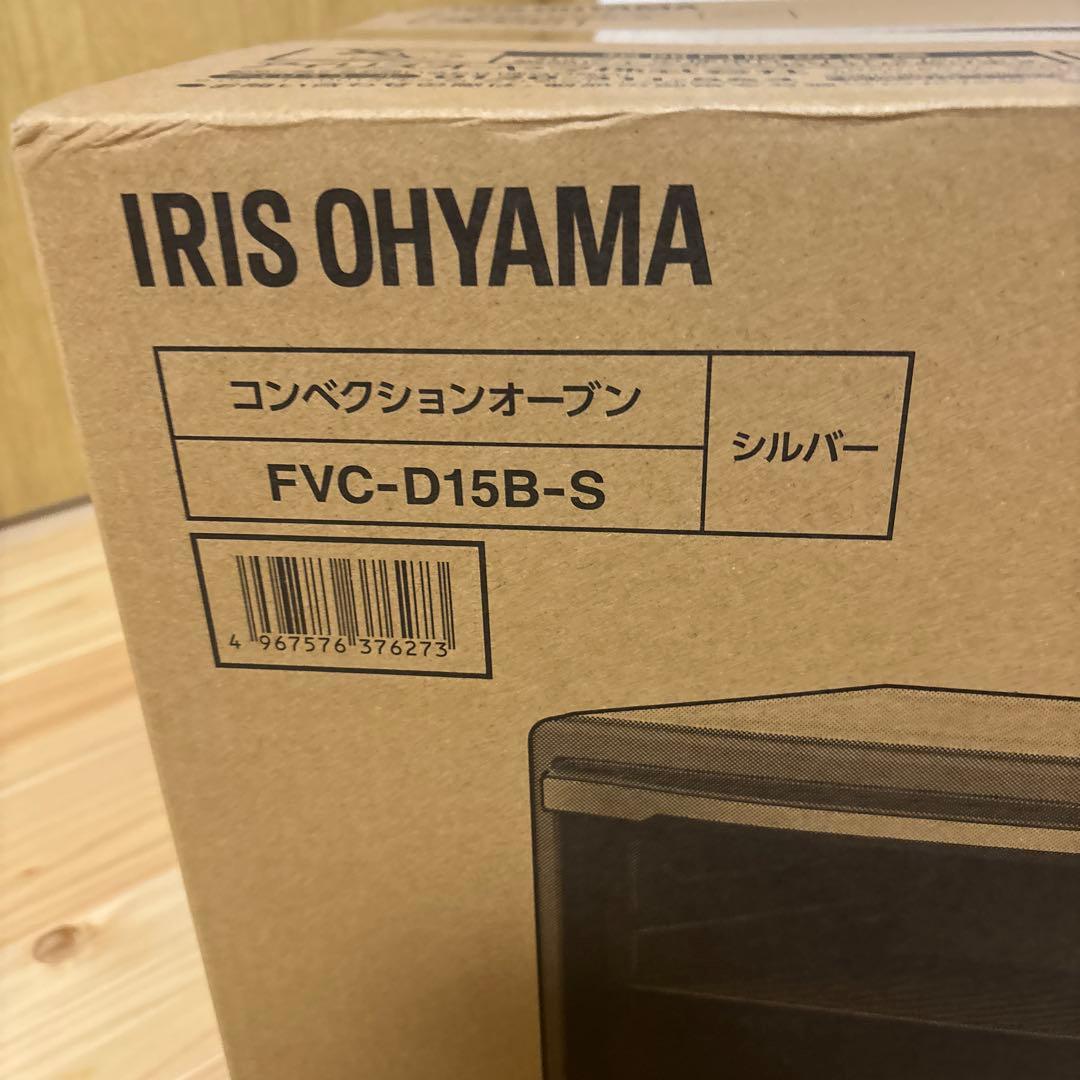 IRIS OHYAMA
コンベクションオーブン
シルバー
FVC-D15B-S
4 967576 376273